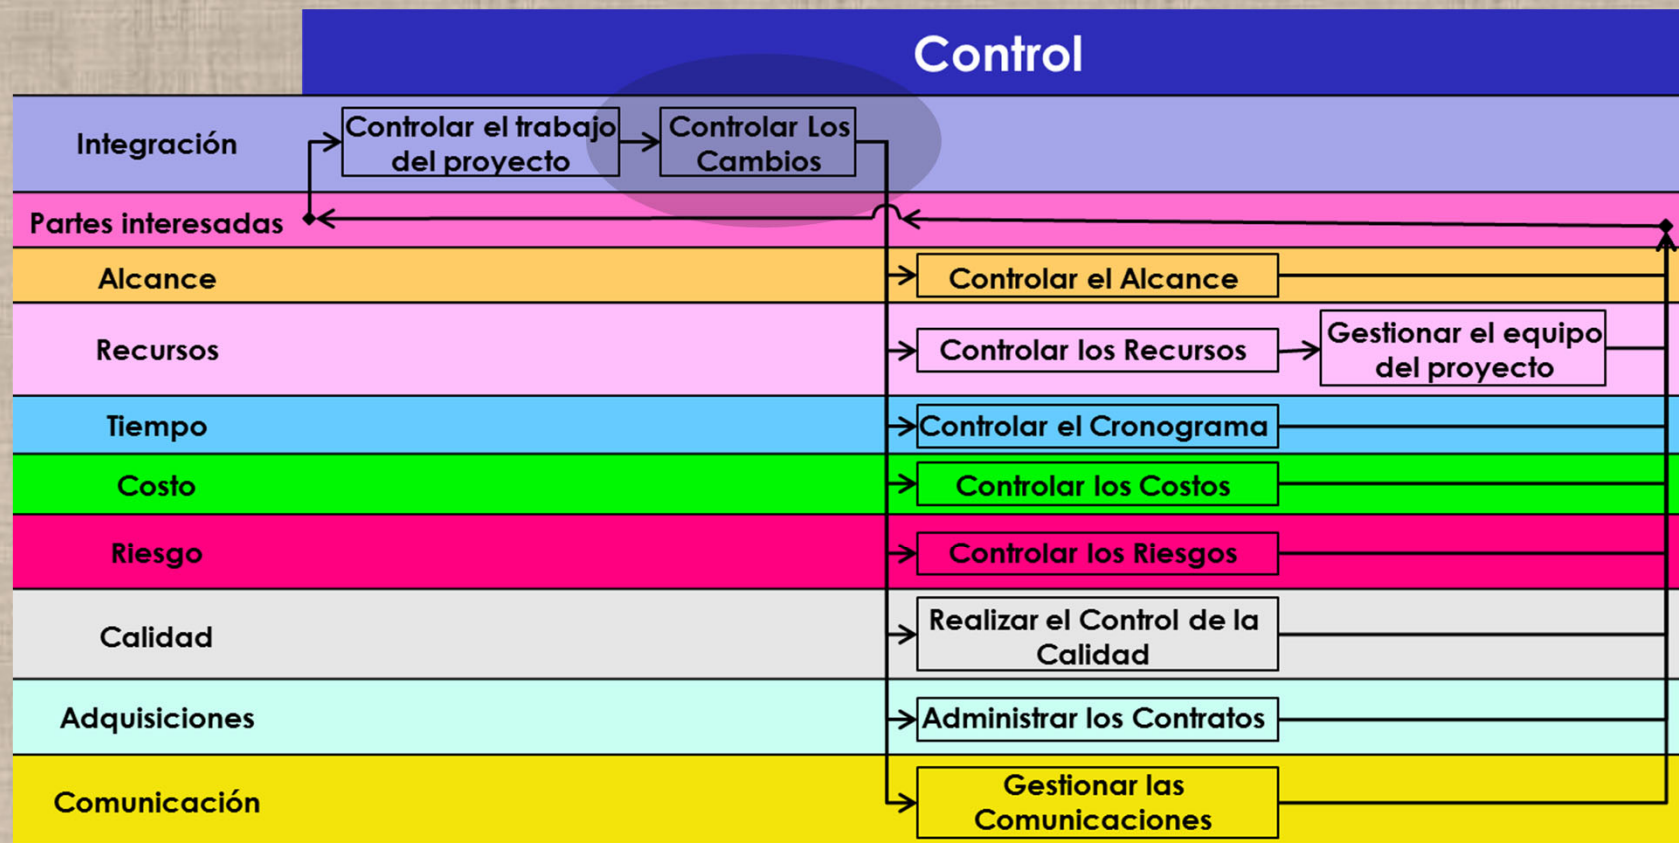 Control
Integración
Controlar el trabajo
del proyecto
Controlar Los
Cambios
Partes interesadas
Alcance
Controlar el Alcance
Recursos
Controlar los Recursos
Gestionar el equipo
del proyecto
Tiempo
Controlar el Cronograma
Costo
Controlar los Costos
Riesgo
Controlar los Riesgos
Calidad
Realizar el Control de la
Calidad
Adquisiciones
Administrar los Contratos
Comunicación
Gestionar las
Comunicaciones